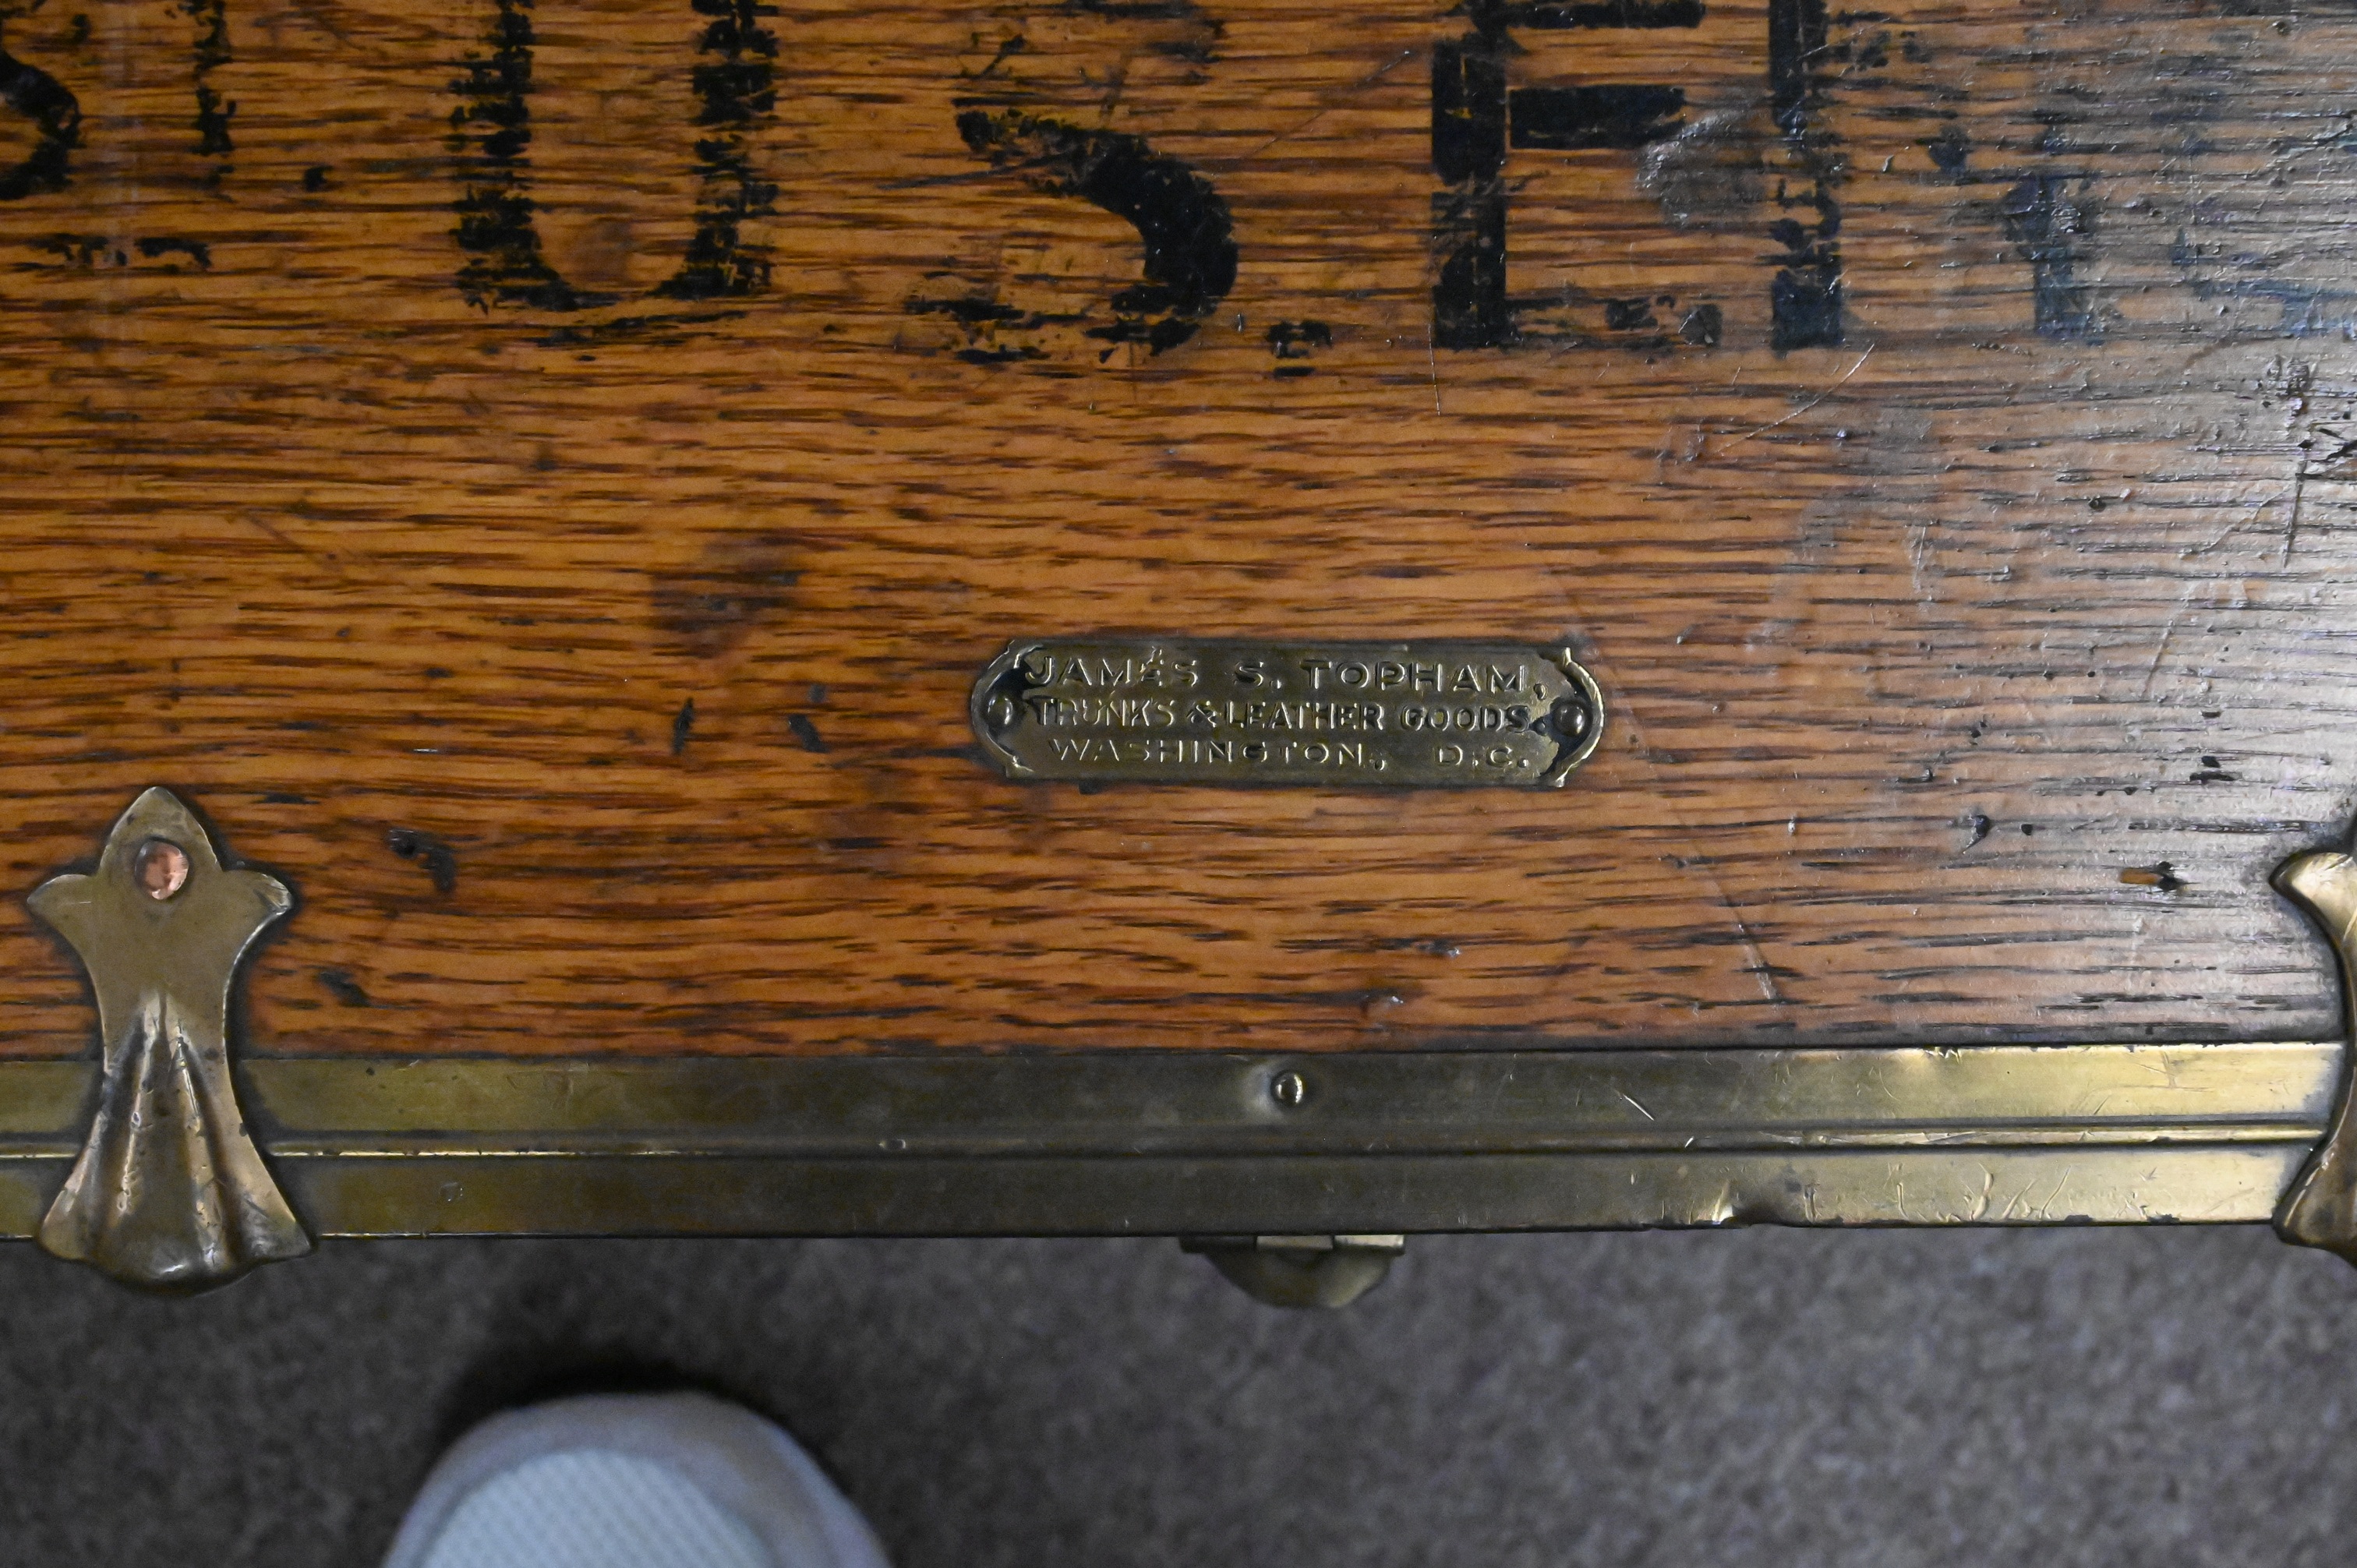 U S. F
JAMES S. TOPHAM,
TRUNKS & LEATHER GOODS.
WASHINGTON, D.C.